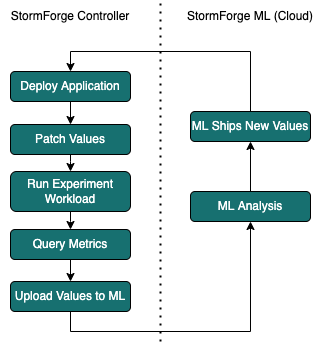 StormForge Controller
StormForge ML (Cloud)
Deploy Application
Patch Values
Run Experiment
Workload
Query Metrics
Upload Values to ML
ML Ships New Values
ML Analysis